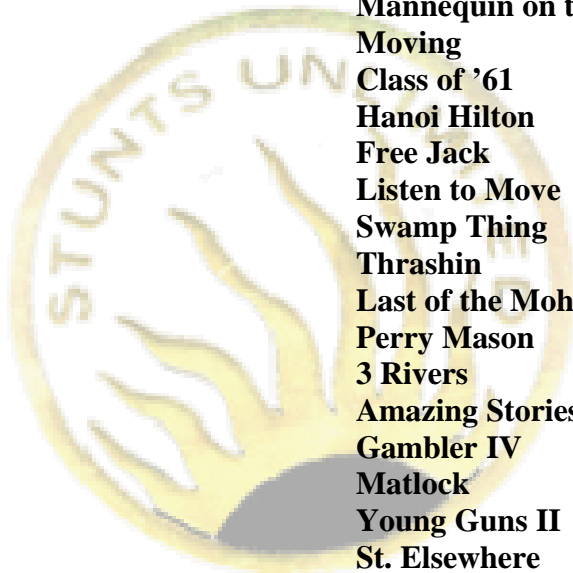 Mannequin on t
Moving
Class of ’61
Hanoi Hilton
Free Jack
Listen to Move
Swamp Thing
Thrashin
Last of the Moh
Perry Mason
3 Rivers
Amazing Stories
Gambler IV
Matlock
Young Guns II
St. Elsewhere
STUNTS UN